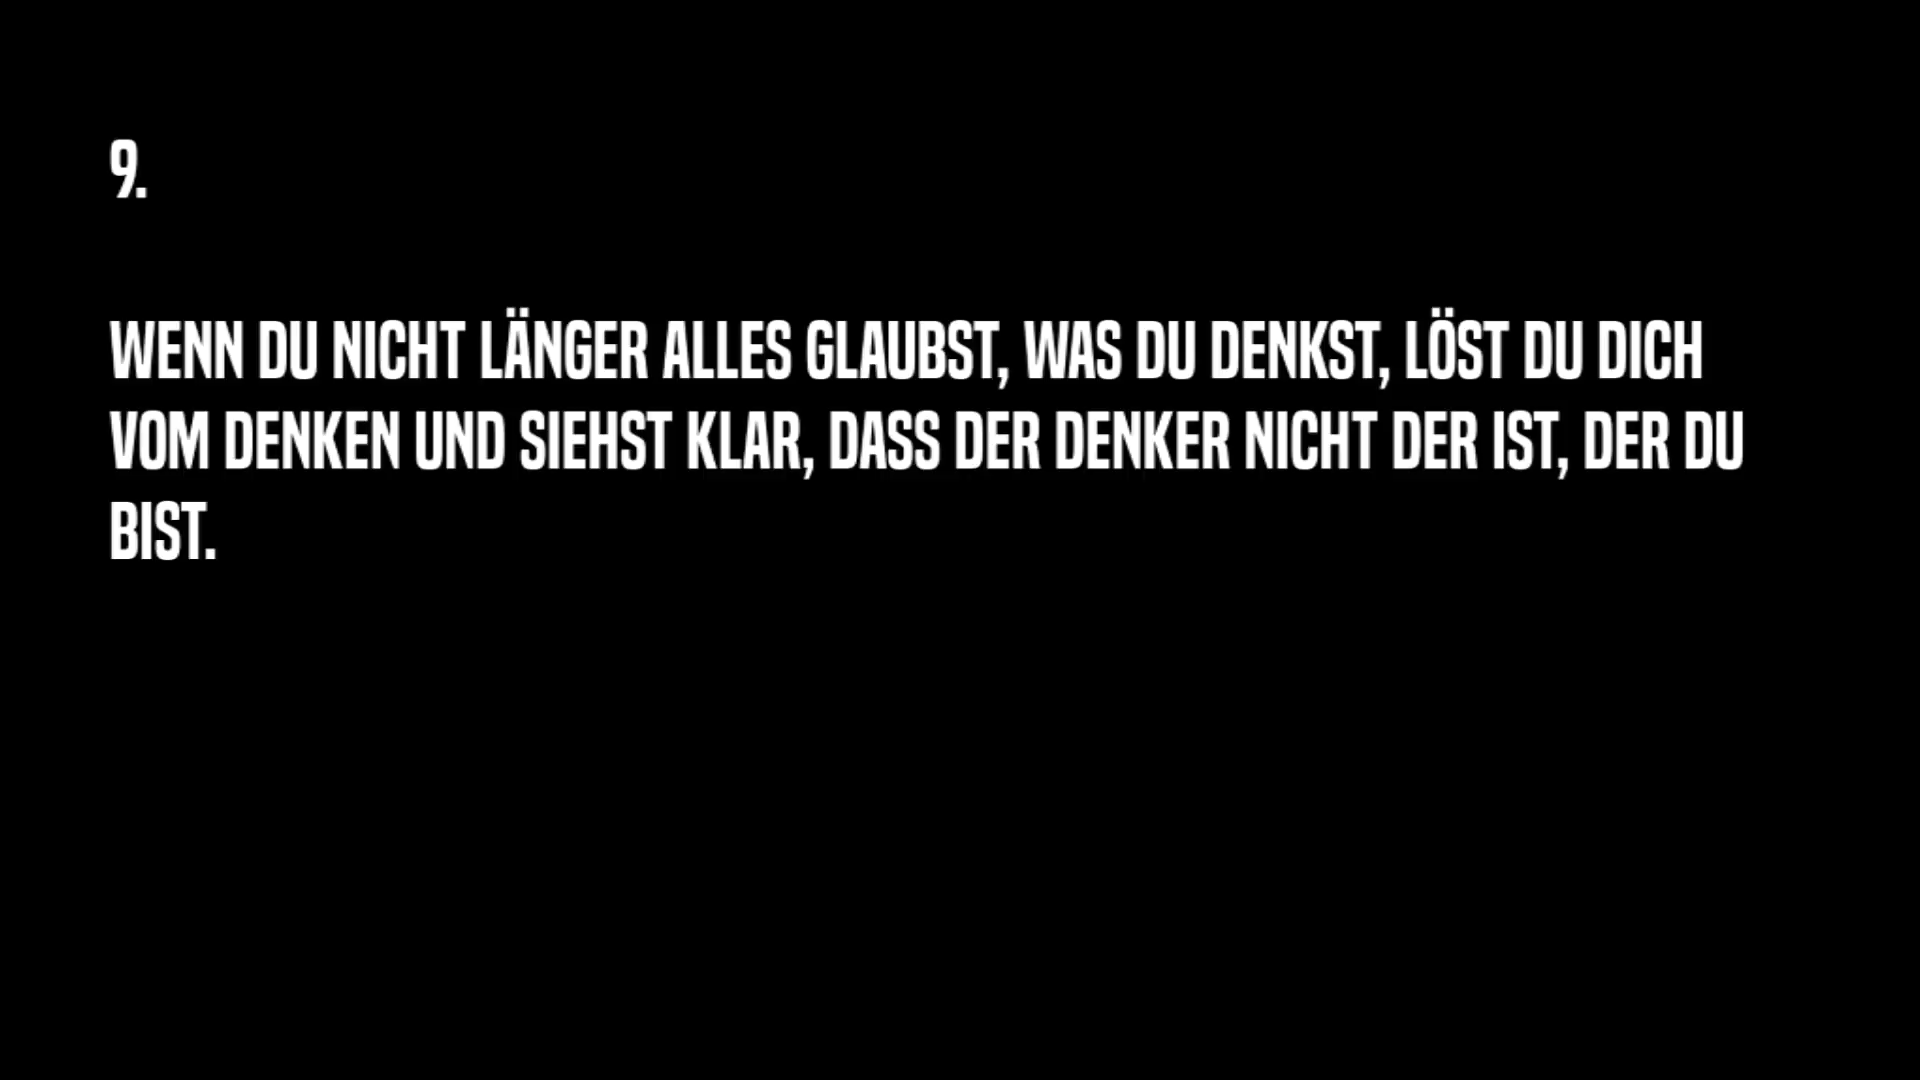 9.
WENN DU NICHT LÄNGER ALLES GLAUBST, WAS DU DENKST, LÖST DU DICH
VOM DENKEN UND SIEHST KLAR, DASS DER DENKER NICHT DER IST, DER DU
BIST.